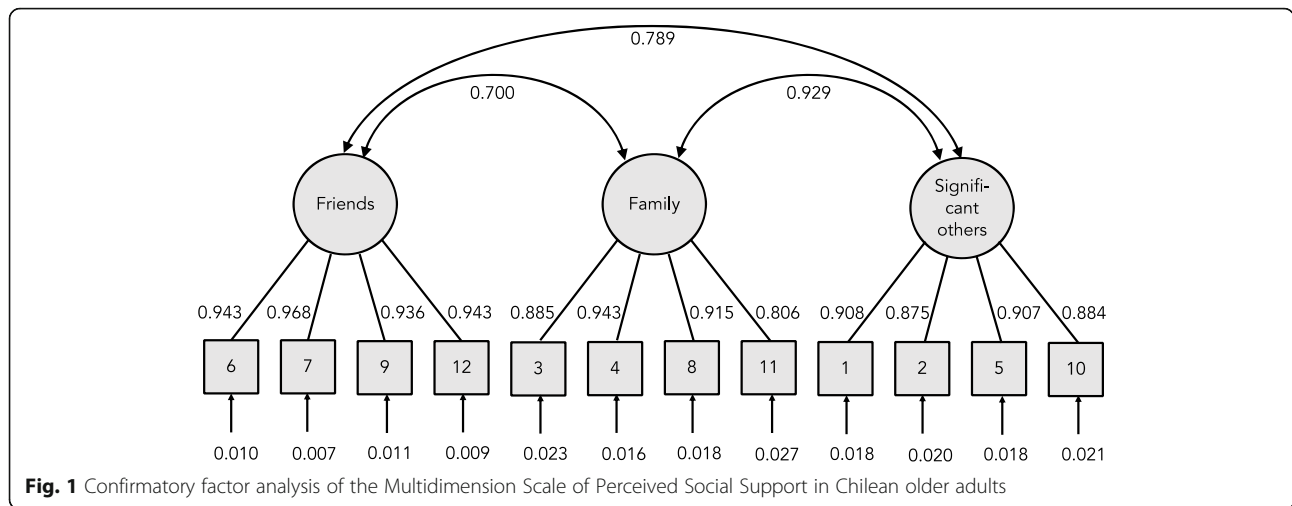 0.789
0.700 0.929
Friends Family Signifi-
cant
others
0.943 0.968 0.936 0.943 0.885 0.943 0.915 0.806 0.908 0.875 0.907 0.884
6 7 9 12 3 4 8 11 1 2 5 10
0.010 0.007 0.011 0.009 0.023 0.016 0.018 0.027 0.018 0.020 0.018 0.021
Fig. 1 Confirmatory factor analysis of the Multidimension Scale of Perceived Social Support in Chilean older adults